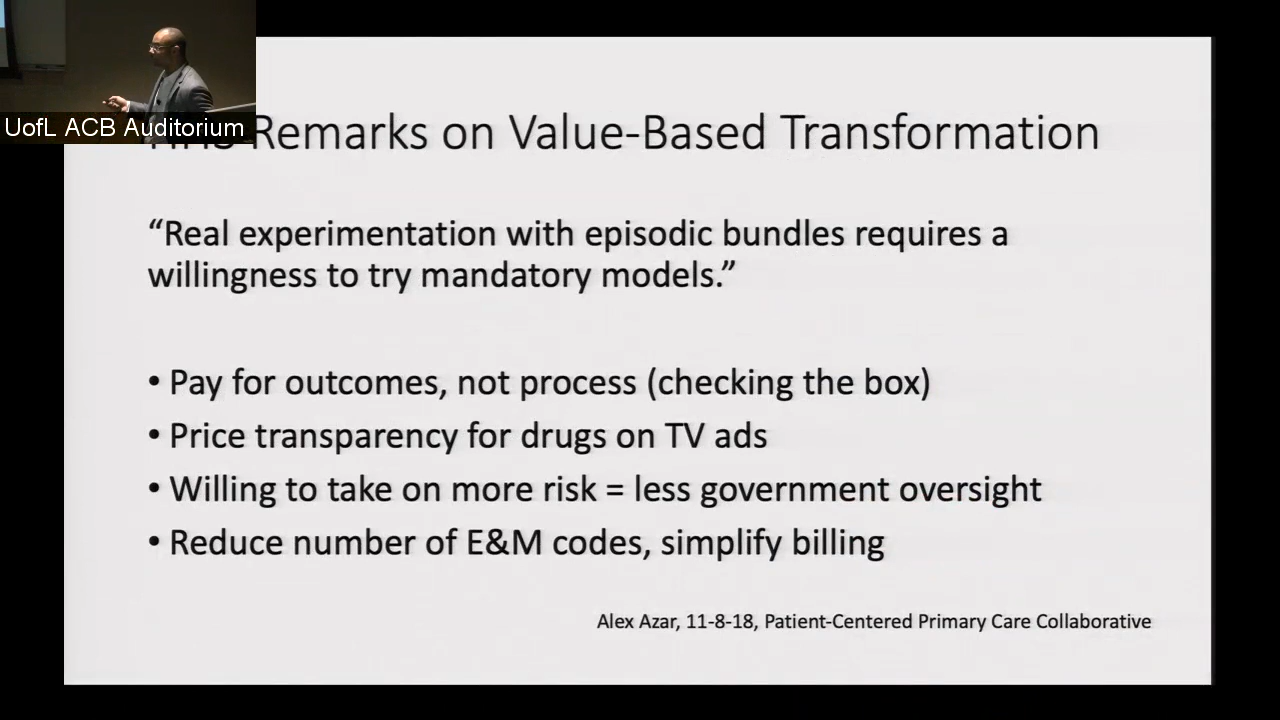 UofL ACB Auditorium
Remarks on Value-Based Transformation
“Real experimentation with episodic bundles requires a
willingness to try mandatory models.”
• Pay for outcomes, not process (checking the box)
• Price transparency for drugs on TV ads
• Willing to take on more risk = less government oversight
• Reduce number of E&M codes, simplify billing
Alex Azar, 11-8-18, Patient-Centered Primary Care Collaborative